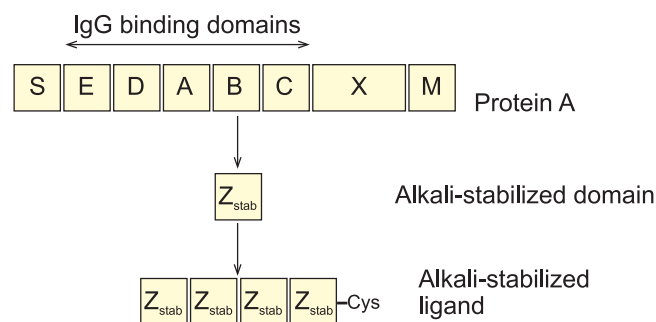 IgG binding domains
S E D A B C X M
Protein A
Zstab
Alkali-stabilized domain
Zstab Zstab Zstab Zstab -Cys
Alkali-stabilized
ligand